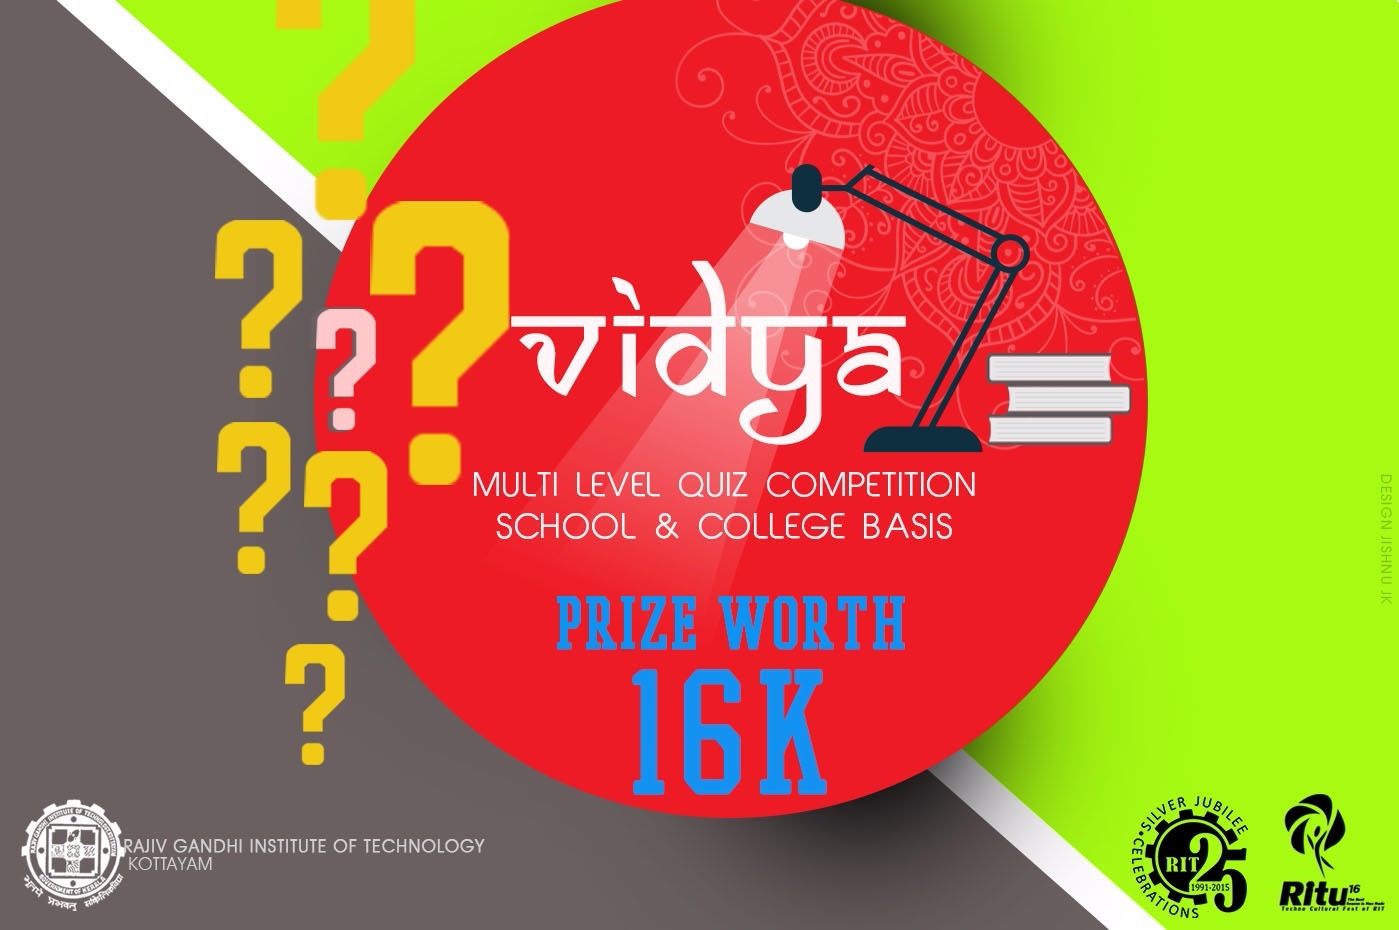 vidya
MULTI LEVEL QUIZ COMPETITION
SCHOOL & COLLEGE BASIS
PRIZE WORTH
16K
RAJIV GANDHI INSTITUTE OF TECHNOLOGY
KOTTAYAM
SILVER JUBILEE
CELEBRATIONS
RIT 25
1991-2015
Ritu16
Techno Cultural Fest of RIT
DESIGN JISHNU JK